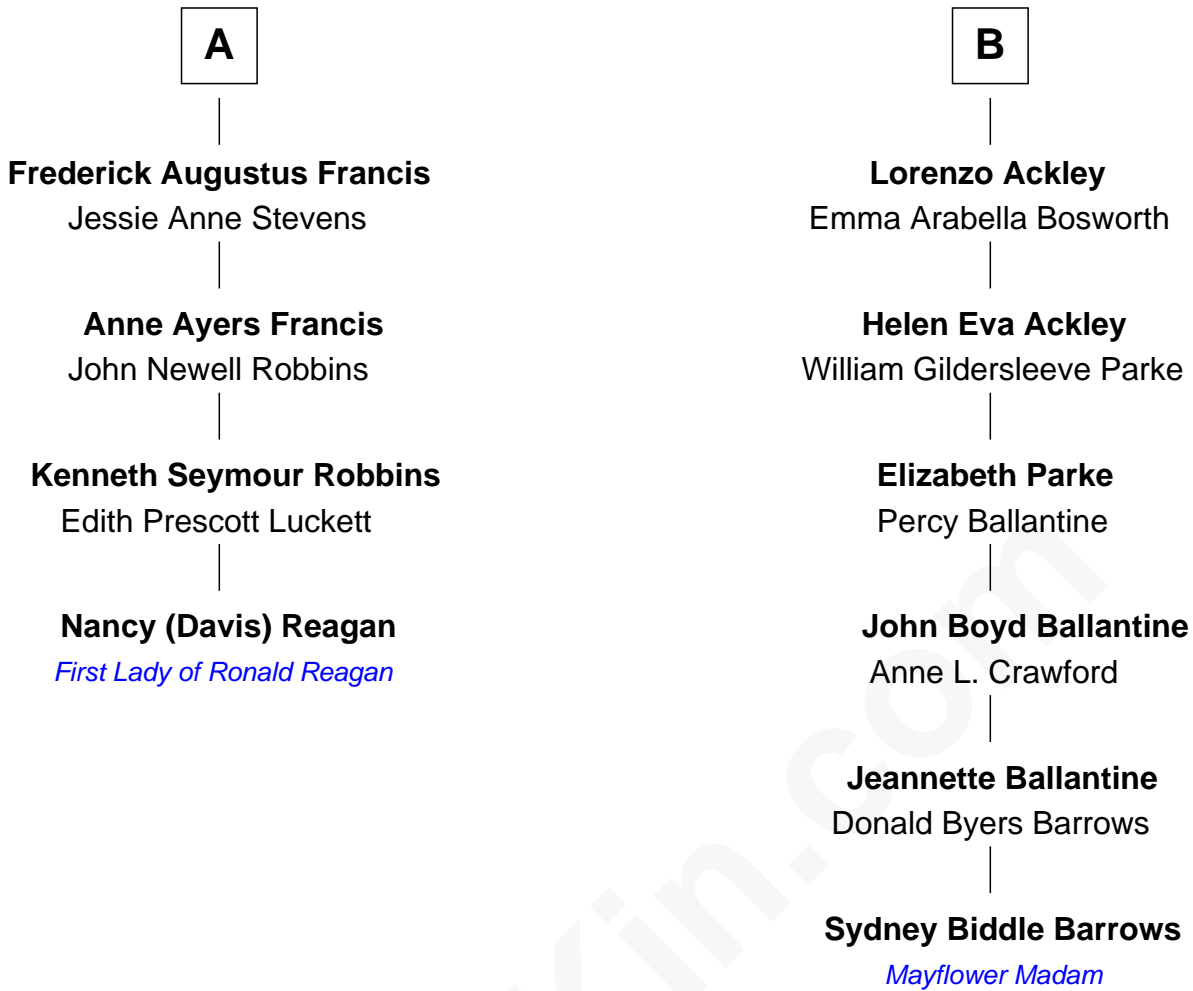 A
Frederick Augustus Francis
Jessie Anne Stevens
Anne Ayers Francis
John Newell Robbins
Kenneth Seymour Robbins
Edith Prescott Luckett
Nancy (Davis) Reagan
First Lady of Ronald Reagan
B
Lorenzo Ackley
Emma Arabella Bosworth
Helen Eva Ackley
William Gildersleeve Parke
Elizabeth Parke
Percy Ballantine
John Boyd Ballantine
Anne L. Crawford
Jeannette Ballantine
Donald Byers Barrows
Sydney Biddle Barrows
Mayflower Madam
Kin.com